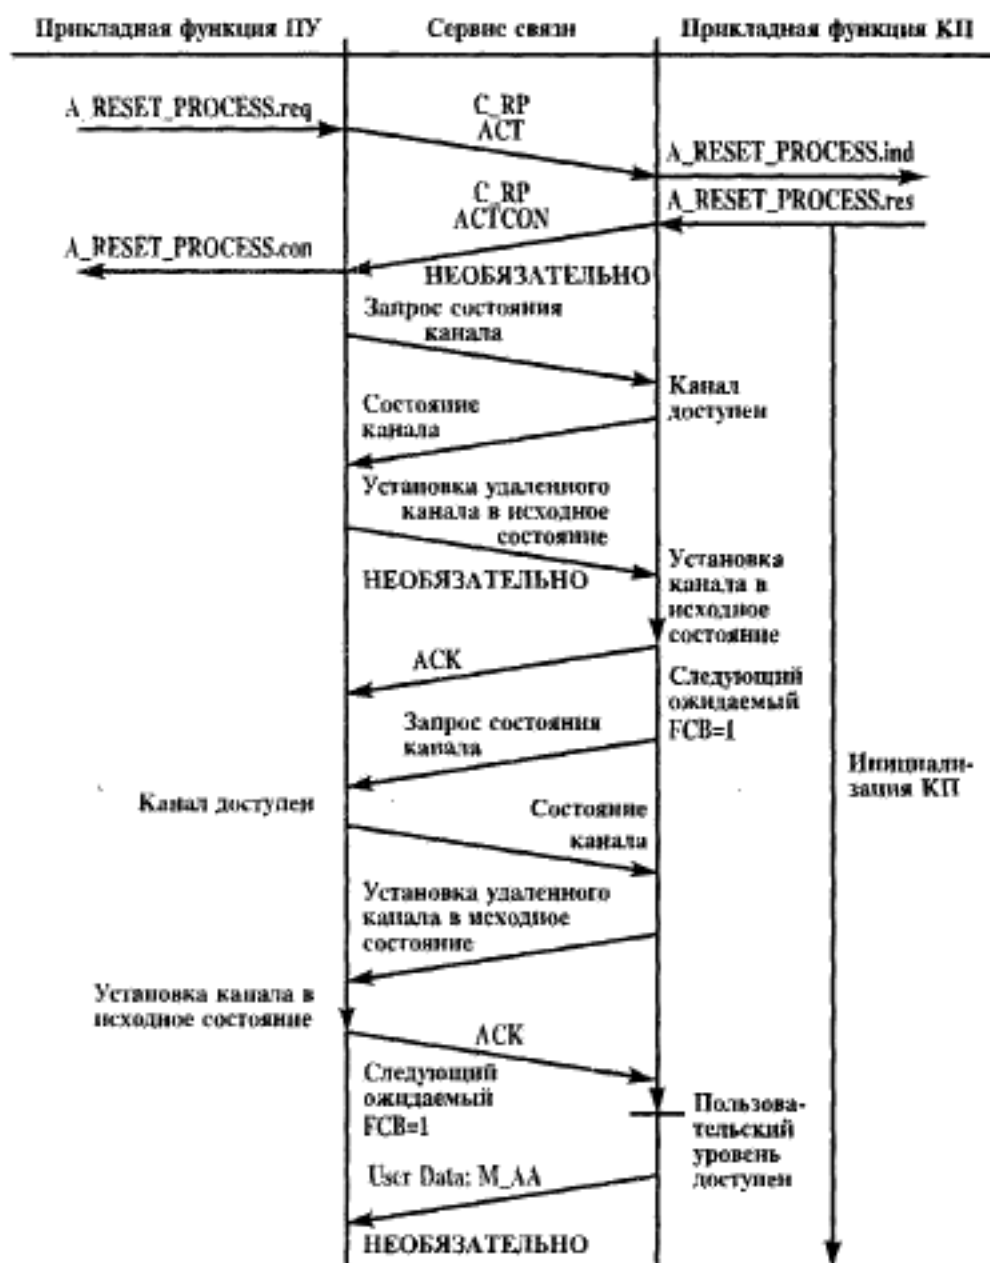 Прикладная функция ПУ
Сервис связи
Прикладная функция КП
A_RESET_PROCESS.req
C_RP
ACT
A_RESET_PROCESS.ind
C_RP
ACTCON
A_RESET_PROCESS.res
A_RESET_PROCESS.con
НЕОБЯЗАТЕЛЬНО
Запрос состояния
канала
Канал
доступен
Состояние
канала
Установка удаленного
канала в исходное
состояние
НЕОБЯЗАТЕЛЬНО
Установка
канала в
исходное
состояние
ACK
Следующий
ожидаемый
FCB=1
Запрос состояния
канала
Инициали-
зация КП
Канал доступен
Состояние
канала
Установка удаленного
канала в исходное
состояние
Установка канала в
исходное состояние
ACK
Следующий
ожидаемый
FCB=1
Пользова-
тельский
уровень
доступен
User Data: M_AA
НЕОБЯЗАТЕЛЬНО